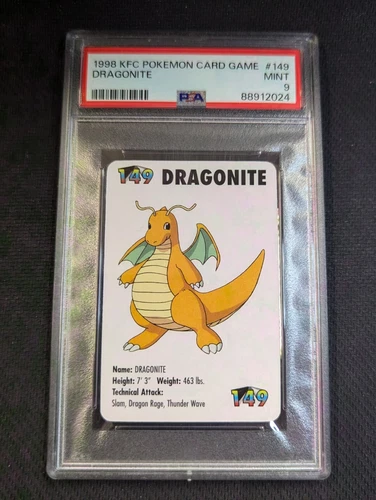 1998 KFC POKEMON CARD GAME #149
DRAGONITE MINT
9
PSA 88912024
149 DRAGONITE
Name: DRAGONITE
Height: 7' 3" Weight: 463 lbs.
Technical Attack:
Slam, Dragon Rage, Thunder Wave
149